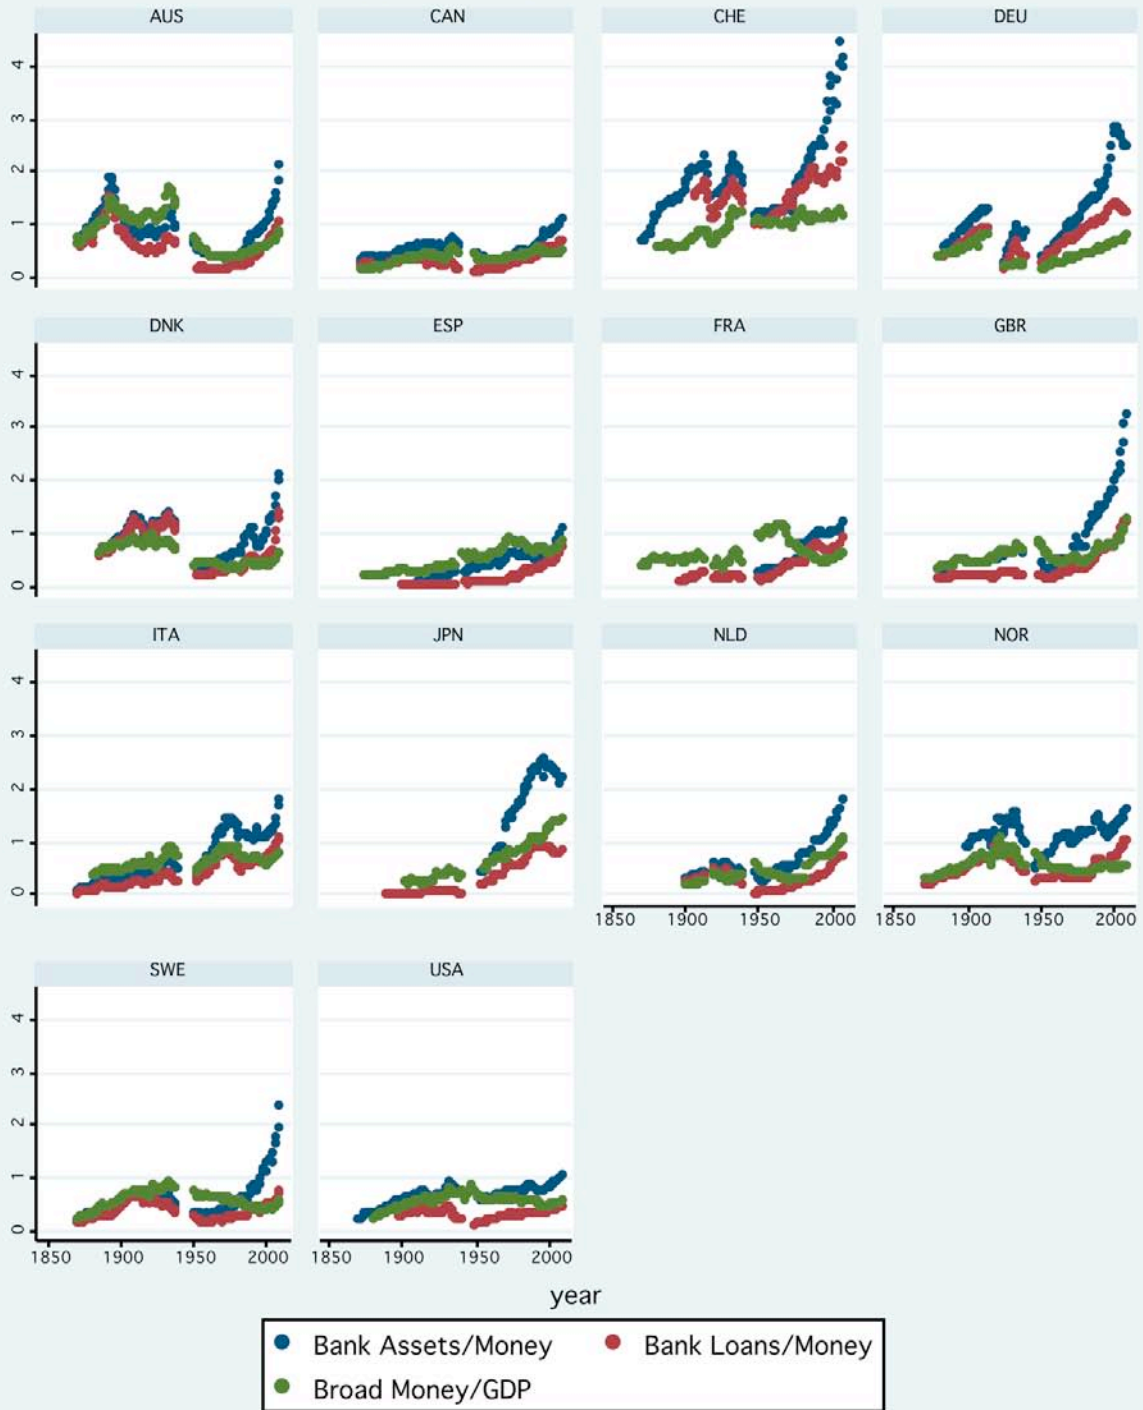 AUS CAN CHE DEU
4
3
2
1
0
DNK ESP FRA GBR
4
3
2
1
0
ITA JPN NLD NOR
4
3
2
1
0
1850 1900 1950 2000 1850 1900 1950 2000
SWE USA
4
3
2
1
0
1850 1900 1950 2000 1850 1900 1950 2000
year
Bank Assets/Money Bank Loans/Money
Broad Money/GDP